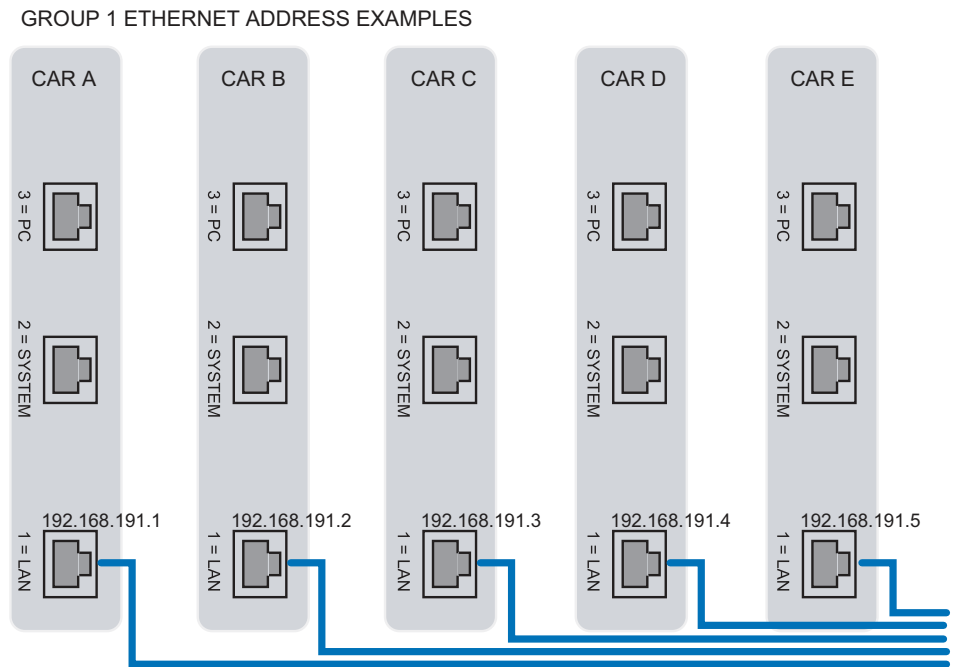 GROUP 1 ETHERNET ADDRESS EXAMPLES
CAR A
3 = PC
2 = SYSTEM
192.168.191.1
1 = LAN
CAR B
3 = PC
2 = SYSTEM
192.168.191.2
1 = LAN
CAR C
3 = PC
2 = SYSTEM
192.168.191.3
1 = LAN
CAR D
3 = PC
2 = SYSTEM
192.168.191.4
1 = LAN
CAR E
3 = PC
2 = SYSTEM
192.168.191.5
1 = LAN